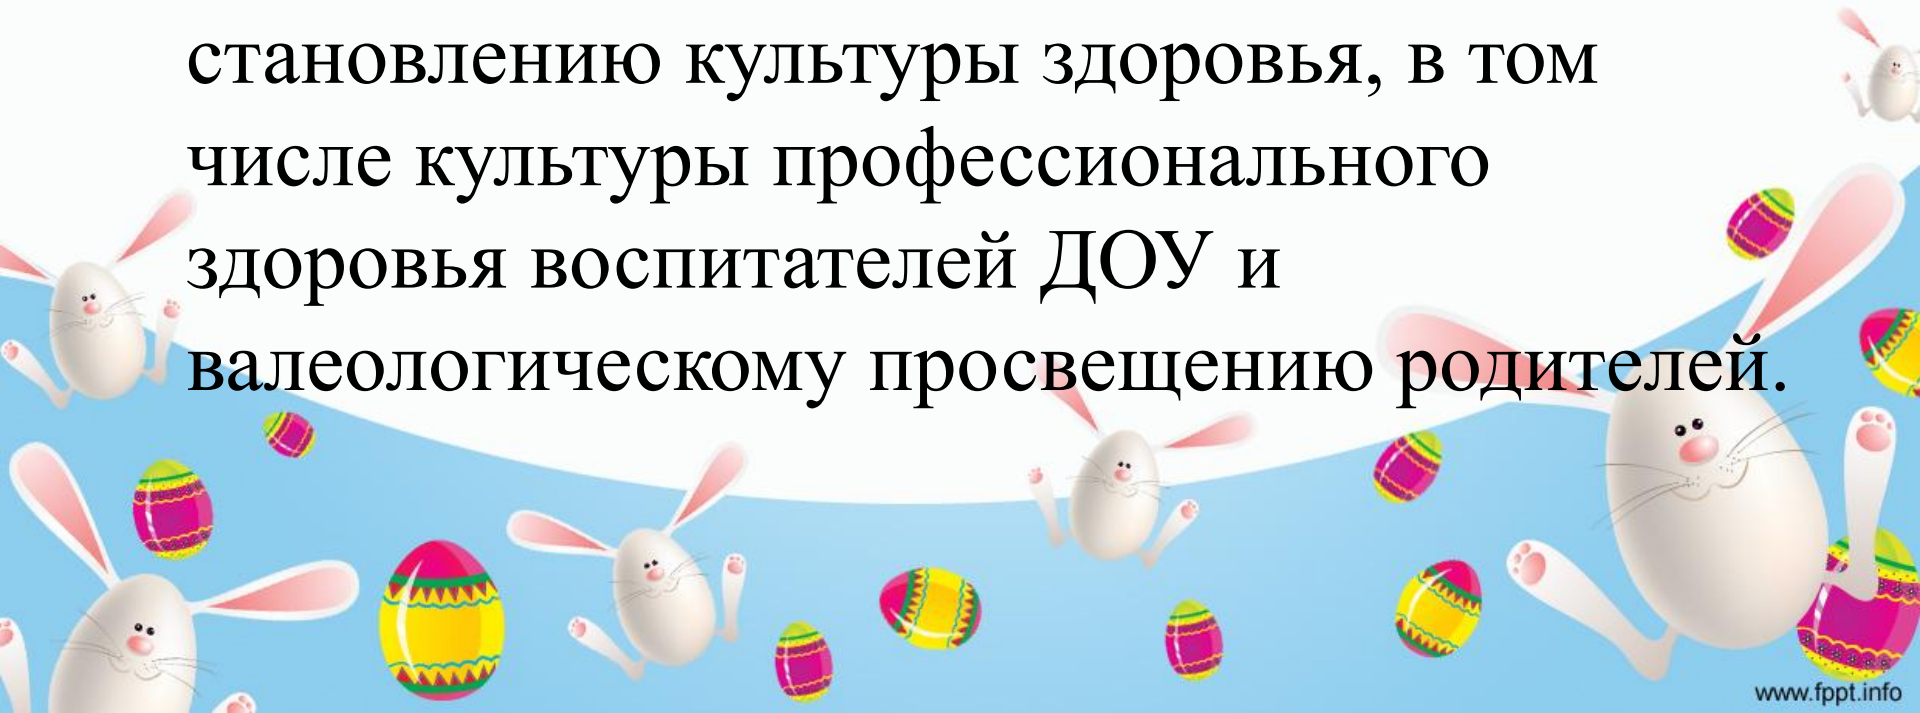 становлению культуры здоровья, в том
числе культуры профессионального
здоровья воспитателей ДОУ и
валеологическому просвещению родителей.
www.fppt.info